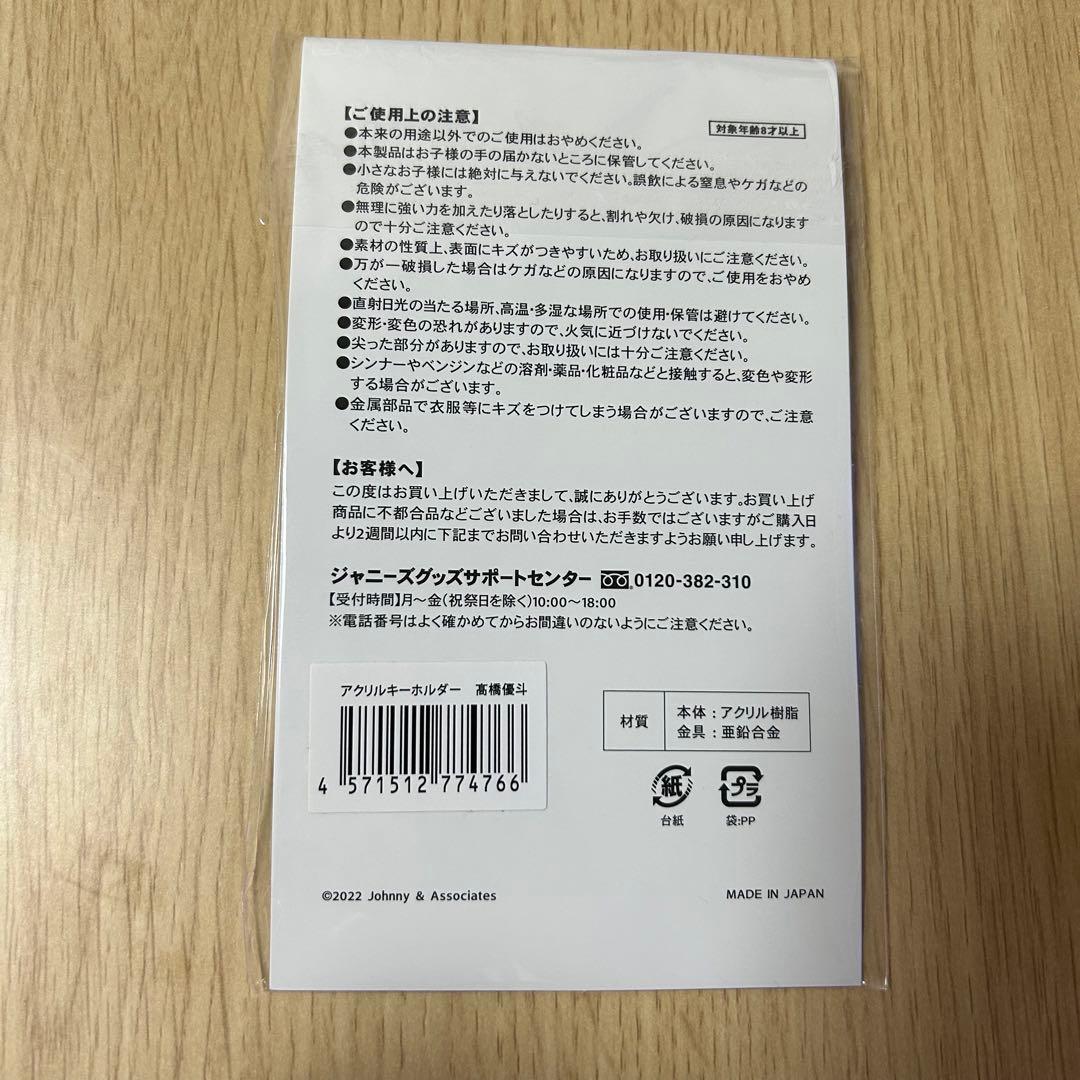 【ご使用上の注意】
対象年齢8才以上
●本来の用途以外でのご使用はおやめください。
●本製品はお子様の手の届かないところに保管してください。
●小さなお子様には絶対に与えないでください。誤飲による窒息やケガなどの
危険がございます。
●無理に強い力を加えたり落としたりすると、割れや欠け、破損の原因になります
ので十分ご注意ください。
●素材の性質上、表面にキズがつきやすいため、お取り扱いにご注意ください。
●万が一破損した場合はケガなどの原因になりますので、ご使用をおやめ
ください。
●直射日光の当たる場所、高温・多湿な場所での使用・保管は避けてください。
●変形・変色の恐れがありますので、火気に近づけないでください。
●尖った部分がありますので、お取り扱いには十分ご注意ください。
●シンナーやベンジンなどの溶剤・薬品・化粧品などと接触すると、変色や変形
する場合がございます。
●金属部品で衣服等にキズをつけてしまう場合がございますので、ご注意
ください。
【お客様へ】
この度はお買い上げいただきまして、誠にありがとうございます。お買い上げ
商品に不都合品などございました場合は、お手数ではございますがご購入日
より2週間以内に下記までお問い合わせいただきますようお願い申し上げます。
ジャニーズグッズサポートセンター 0120-382-310
【受付時間】月〜金(祝祭日を除く)10:00〜18:00
※電話番号はよく確かめてからお間違いのないようにご注意ください。
アクリルキーホルダー 髙橋優斗
4 571512 774766
材質
本体：アクリル樹脂
金具：亜鉛合金
紙
台紙
プラ
袋:PP
©2022 Johnny & Associates
MADE IN JAPAN